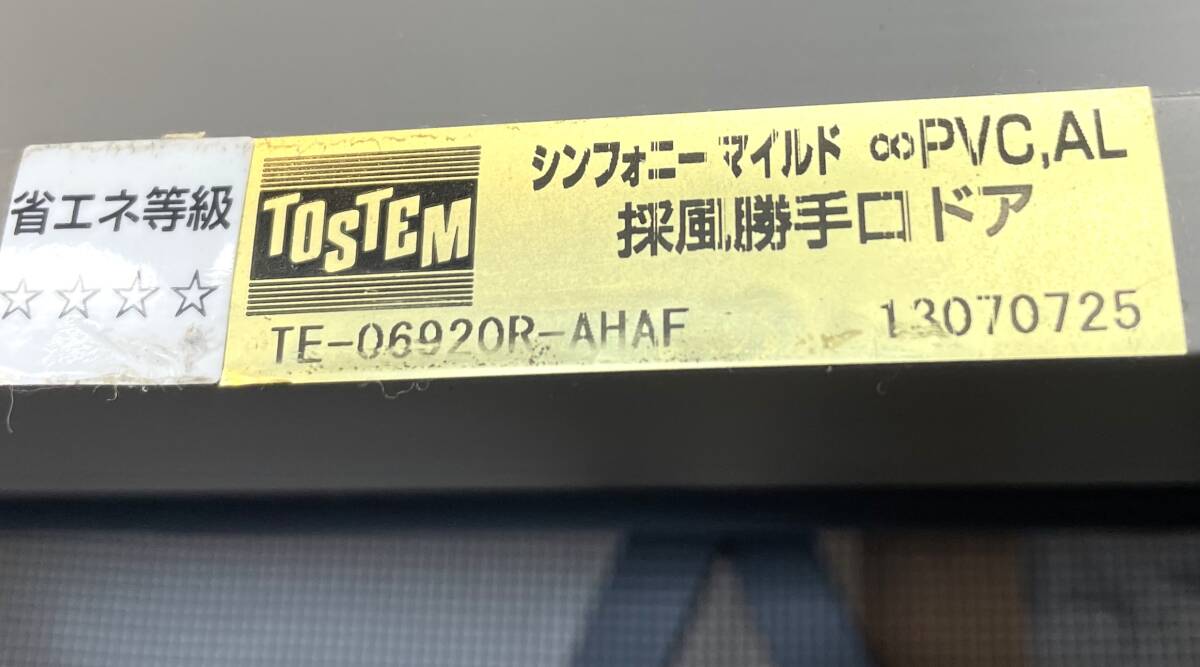 省エネ等級
☆☆☆☆
TOSTEM
シンフォニー マイルド ∞PVC,AL
採風勝手口ドア
TE-06920R-AHAF 13070725